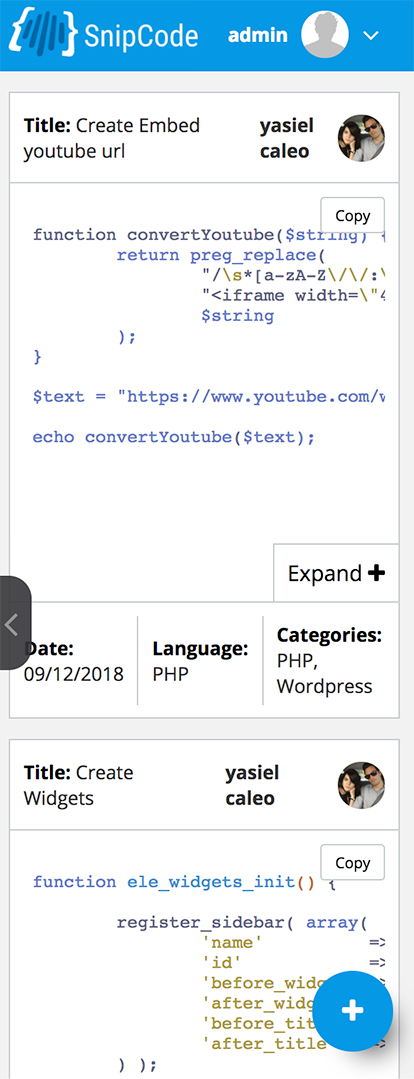 SnipCode admin
Title: Create Embed yasiel
youtube url caleo
Copy
function convertYoutube($string) {
return preg_replace(
"/\s*[a-zA-Z\/\/:\
"<iframe width=\"4
$string
);
}
$text = "https://www.youtube.com/w
echo convertYoutube($text);
Expand +
Date: Language: Categories:
09/12/2018 PHP PHP,
Wordpress
Title: Create yasiel
Widgets caleo
Copy
function ele_widgets_init() {
register_sidebar( array(
'name' =>
'id' =>
'before_widg
'after_widg
'before_tit
'after_title
) );